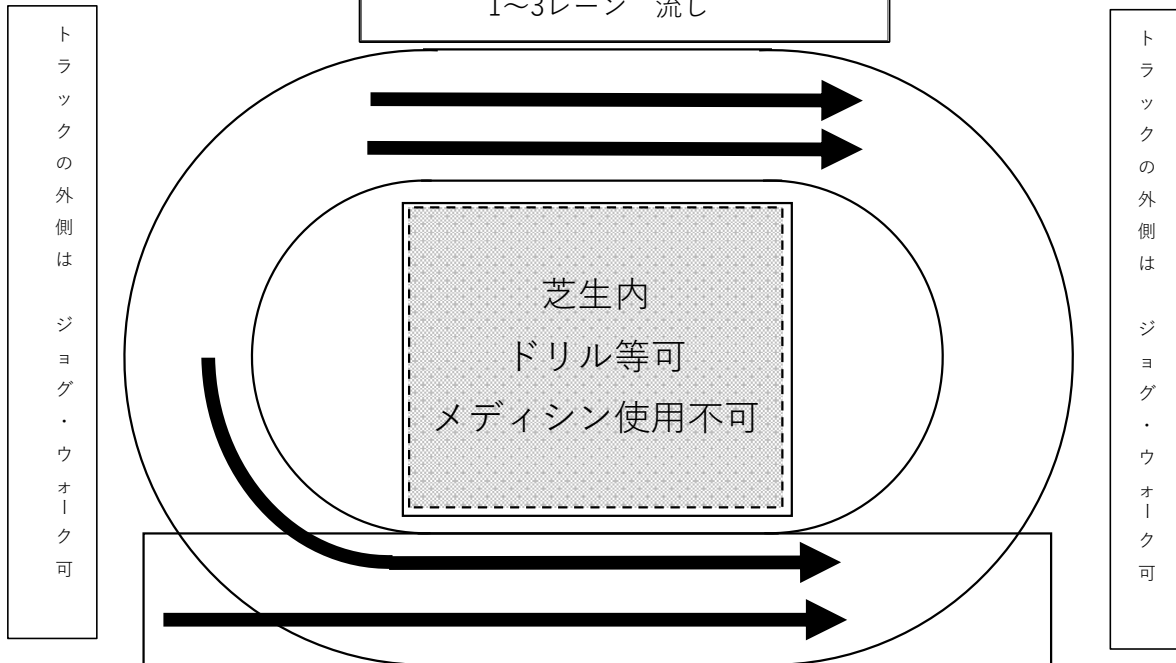 1～3レーン　流し
トラックの外側は　ジョグ・ウォーク可
芝生内
ドリル等可
メディシン使用不可
トラックの外側は　ジョグ・ウォーク可